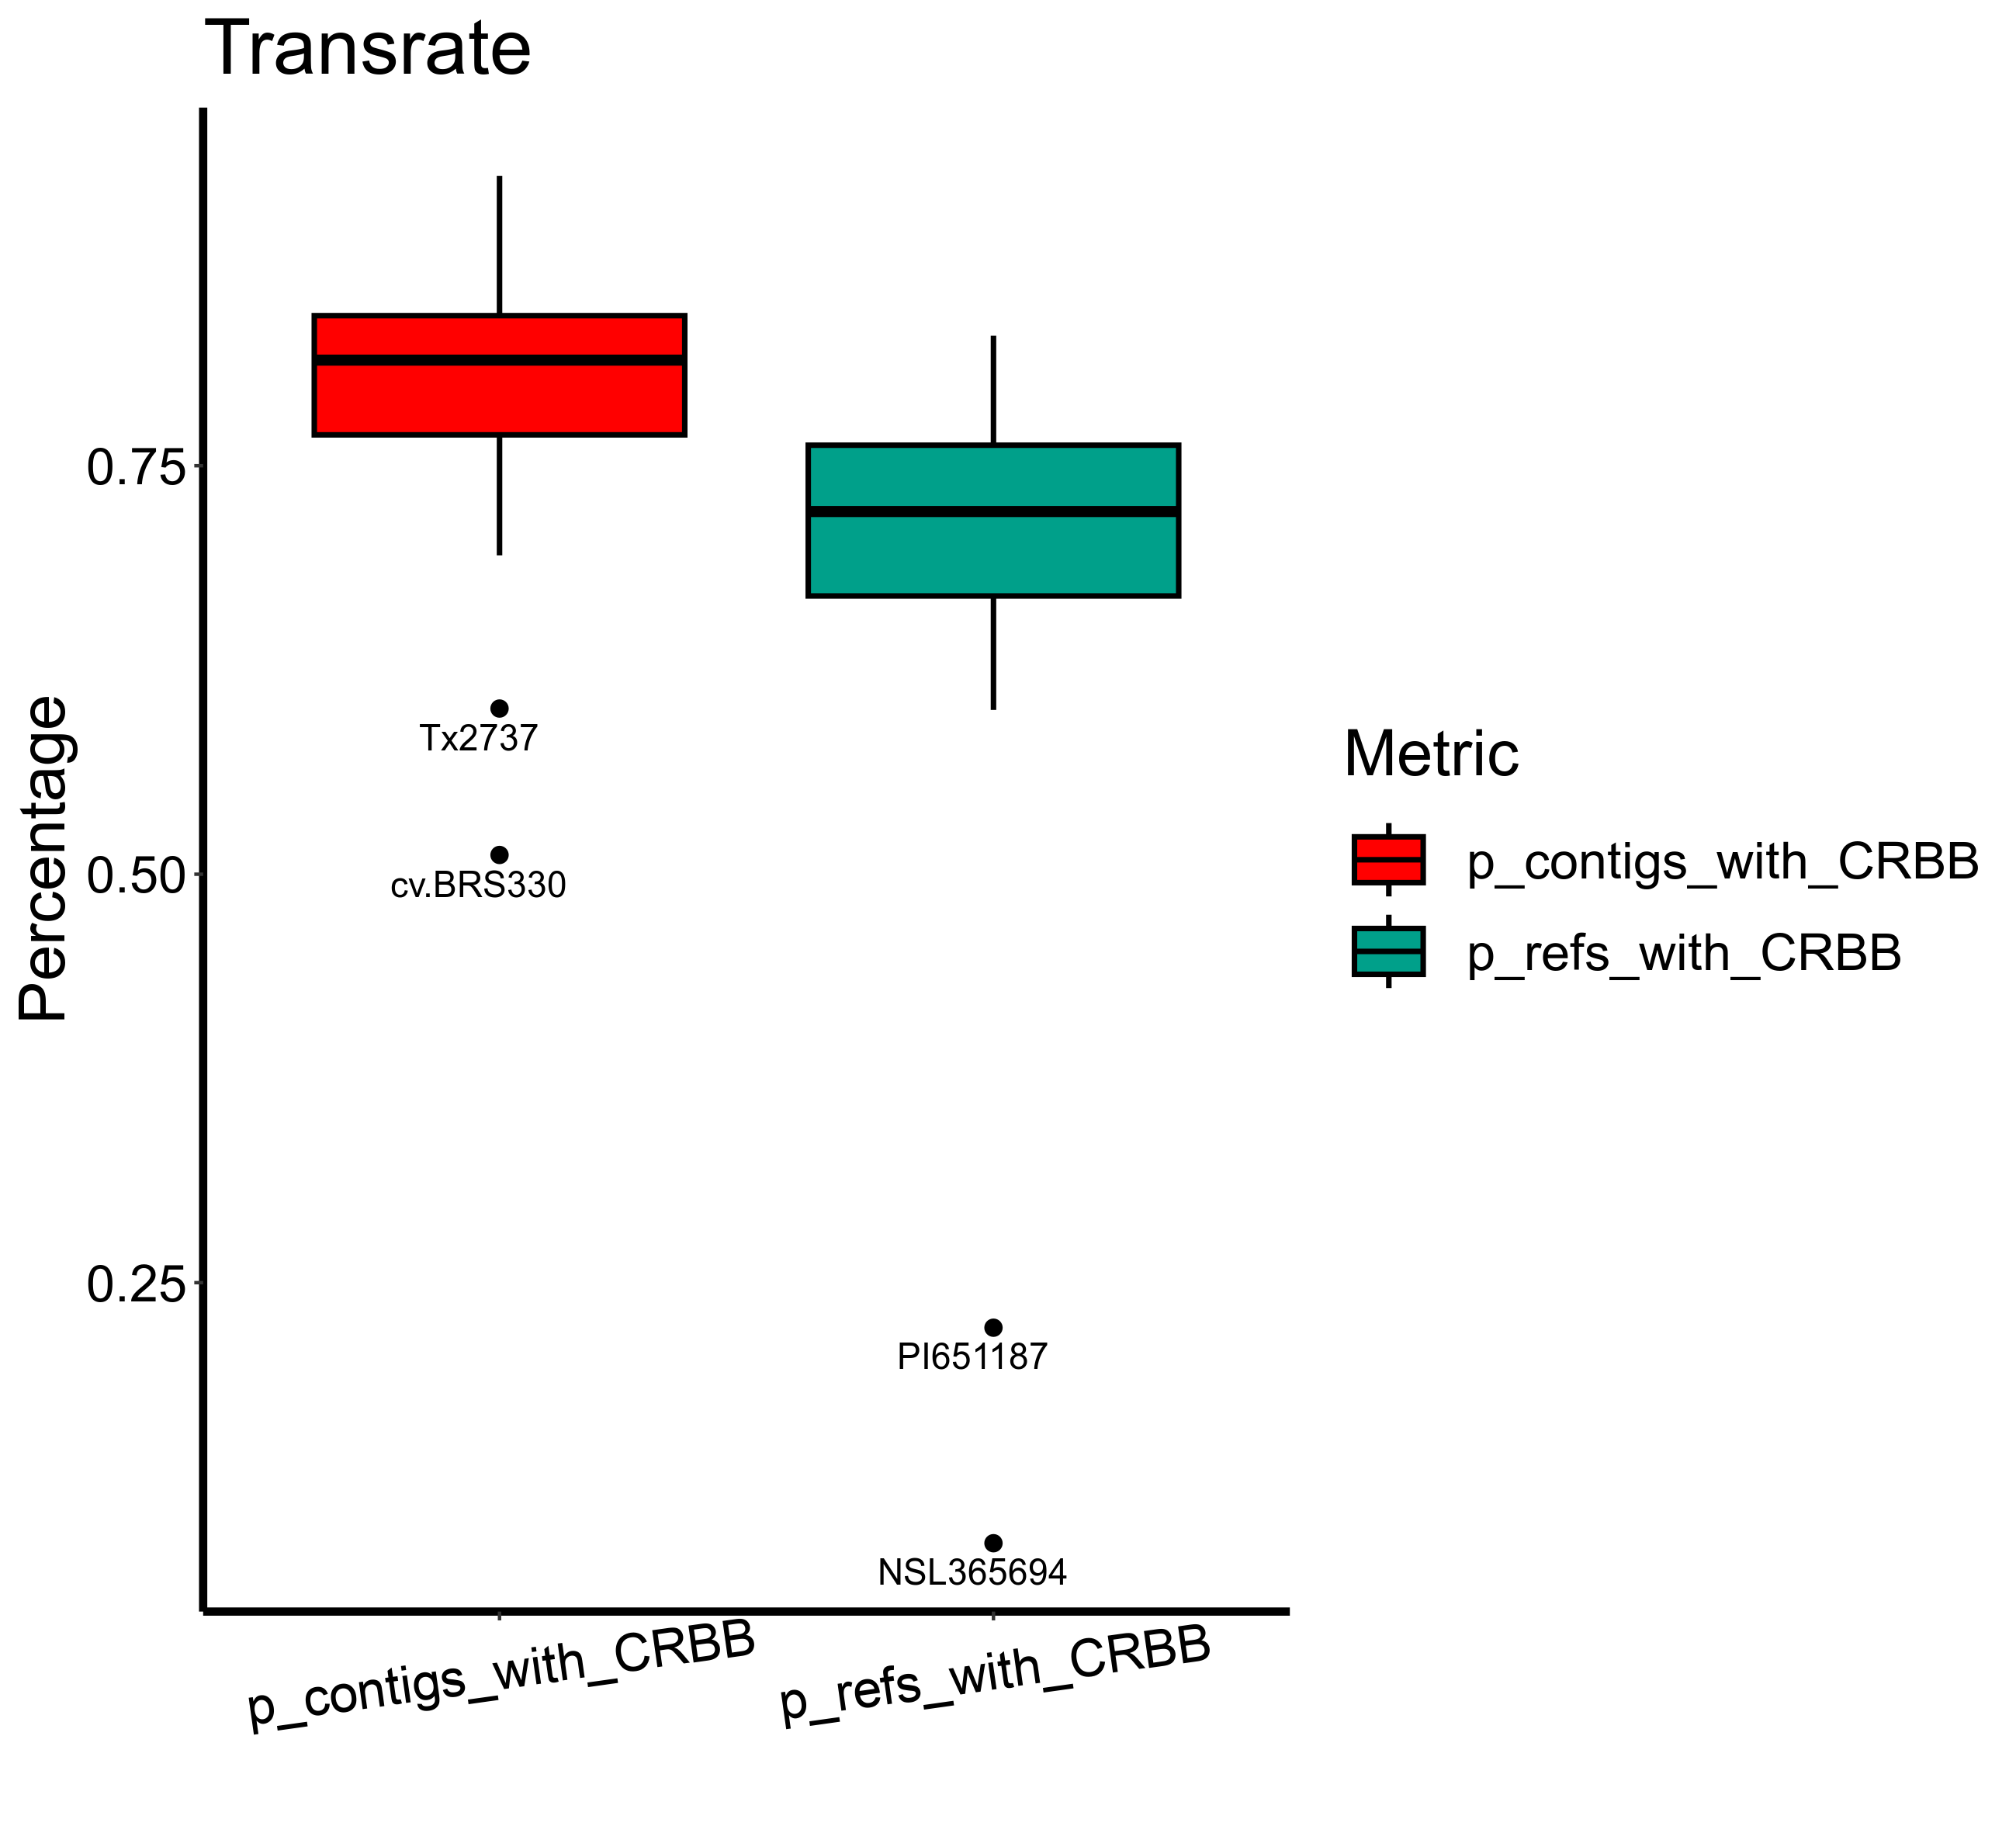 Transrate
Percentage
0.75
0.50
0.25
Tx2737
cv.BRS330
PI651187
NSL365694
p_contigs_with_CRBB
p_refs_with_CRBB
Metric
p_contigs_with_CRBB
p_refs_with_CRBB